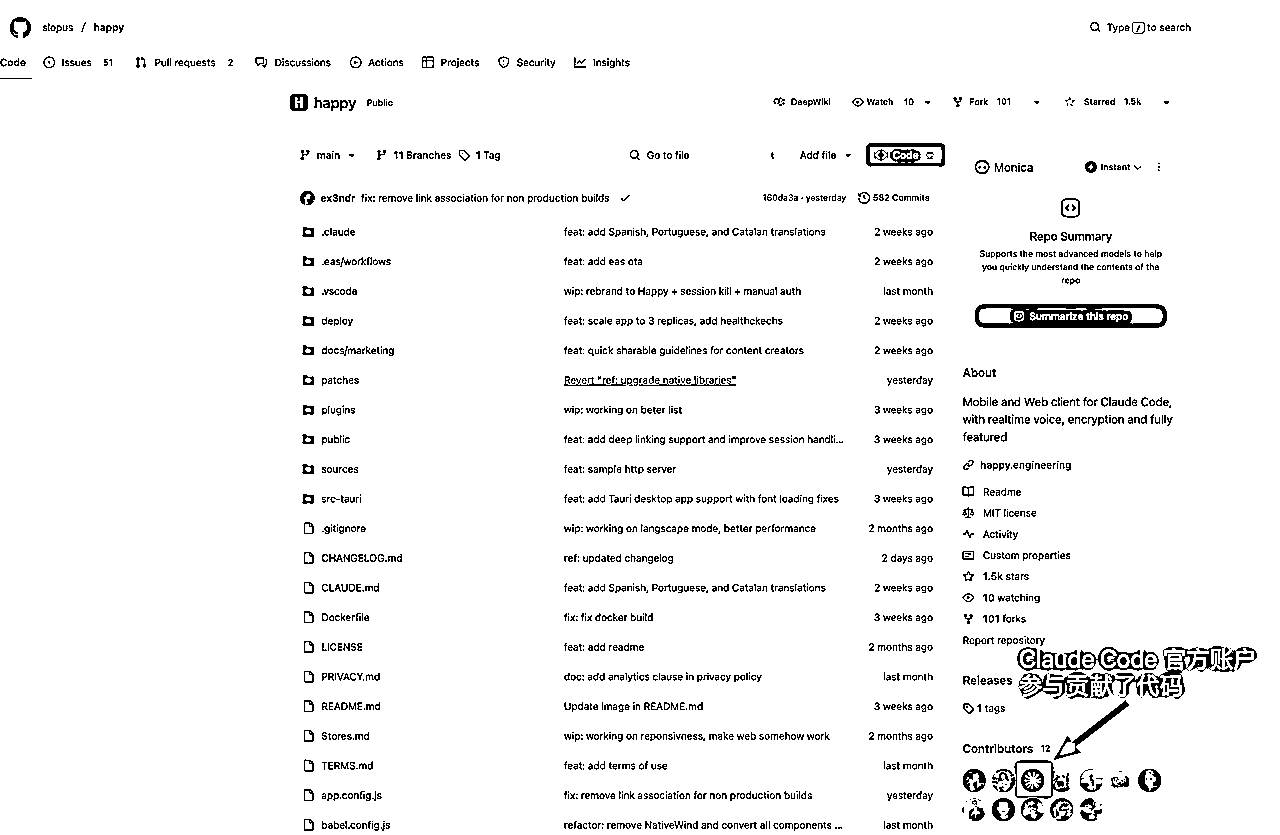 slopus / happy
Type / to search
Code
Issues 51
Pull requests 2
Discussions
Actions
Projects
Security
Insights
happy Public
DeepWiki
Watch 10
Fork 101
Starred 1.5k
main
11 Branches
1 Tag
Go to file
t
Add file
Code
ex3ndr fix: remove link association for non production builds
160da3a · yesterday
582 Commits
.claude feat: add Spanish, Portuguese, and Catalan translations 2 weeks ago
.eas/workflows feat: add eas ota 2 weeks ago
.vscode wip: rebrand to Happy + session kill + manual auth last month
deploy feat: scale app to 3 replicas, add healthckechs 2 weeks ago
docs/marketing feat: quick sharable guidelines for content creators 2 weeks ago
patches Revert "ref: upgrade native libraries" yesterday
plugins wip: working on beter list 3 weeks ago
public feat: add deep linking support and improve session handli... 3 weeks ago
sources feat: sample http server yesterday
src-tauri feat: add Tauri desktop app support with font loading fixes 3 weeks ago
.gitignore wip: working on langscape mode, better performance 2 months ago
CHANGELOG.md ref: updated changelog 2 days ago
CLAUDE.md feat: add Spanish, Portuguese, and Catalan translations 2 weeks ago
Dockerfile fix: fix docker build 3 weeks ago
LICENSE feat: add readme 2 months ago
PRIVACY.md doc: add analytics clause in privacy policy last month
README.md Update image in README.md 3 weeks ago
Stores.md wip: working on reponsivness, make web somehow work 2 months ago
TERMS.md feat: add terms of use last month
app.config.js fix: remove link association for non production builds yesterday
babel.config.js refactor: remove NativeWind and convert all components ... last month
Monica
Instant
Repo Summary
Supports the most advanced models to help
you quickly understand the contents of the
repo
Summarize this repo
About
Mobile and Web client for Claude Code,
with realtime voice, encryption and fully
featured
happy.engineering
Readme
MIT license
Activity
Custom properties
1.5k stars
10 watching
101 forks
Report repository
Claude Code 官方账户
参与贡献了代码
Releases
1 tags
Contributors 12